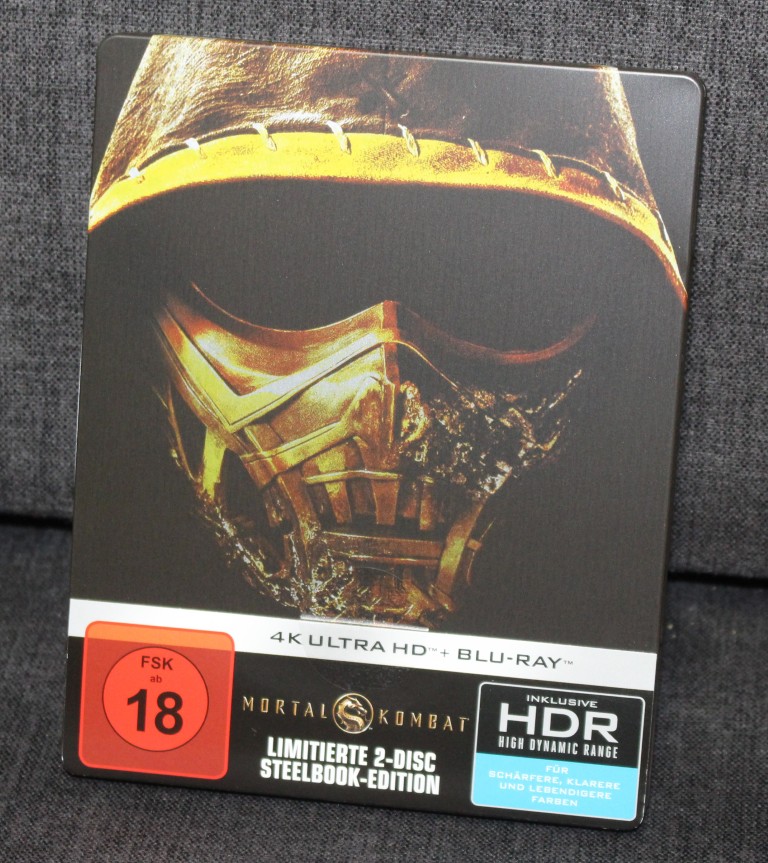 4K ULTRA HD™ + BLU-RAY™
FSK
ab
18
MORTAL KOMBAT
LIMITIERTE 2-DISC
STEELBOOK-EDITION
INKLUSIVE
HDR
HIGH DYNAMIC RANGE
FÜR
SCHÄRFERE, KLARERE
UND LEBENDIGERE
FARBEN